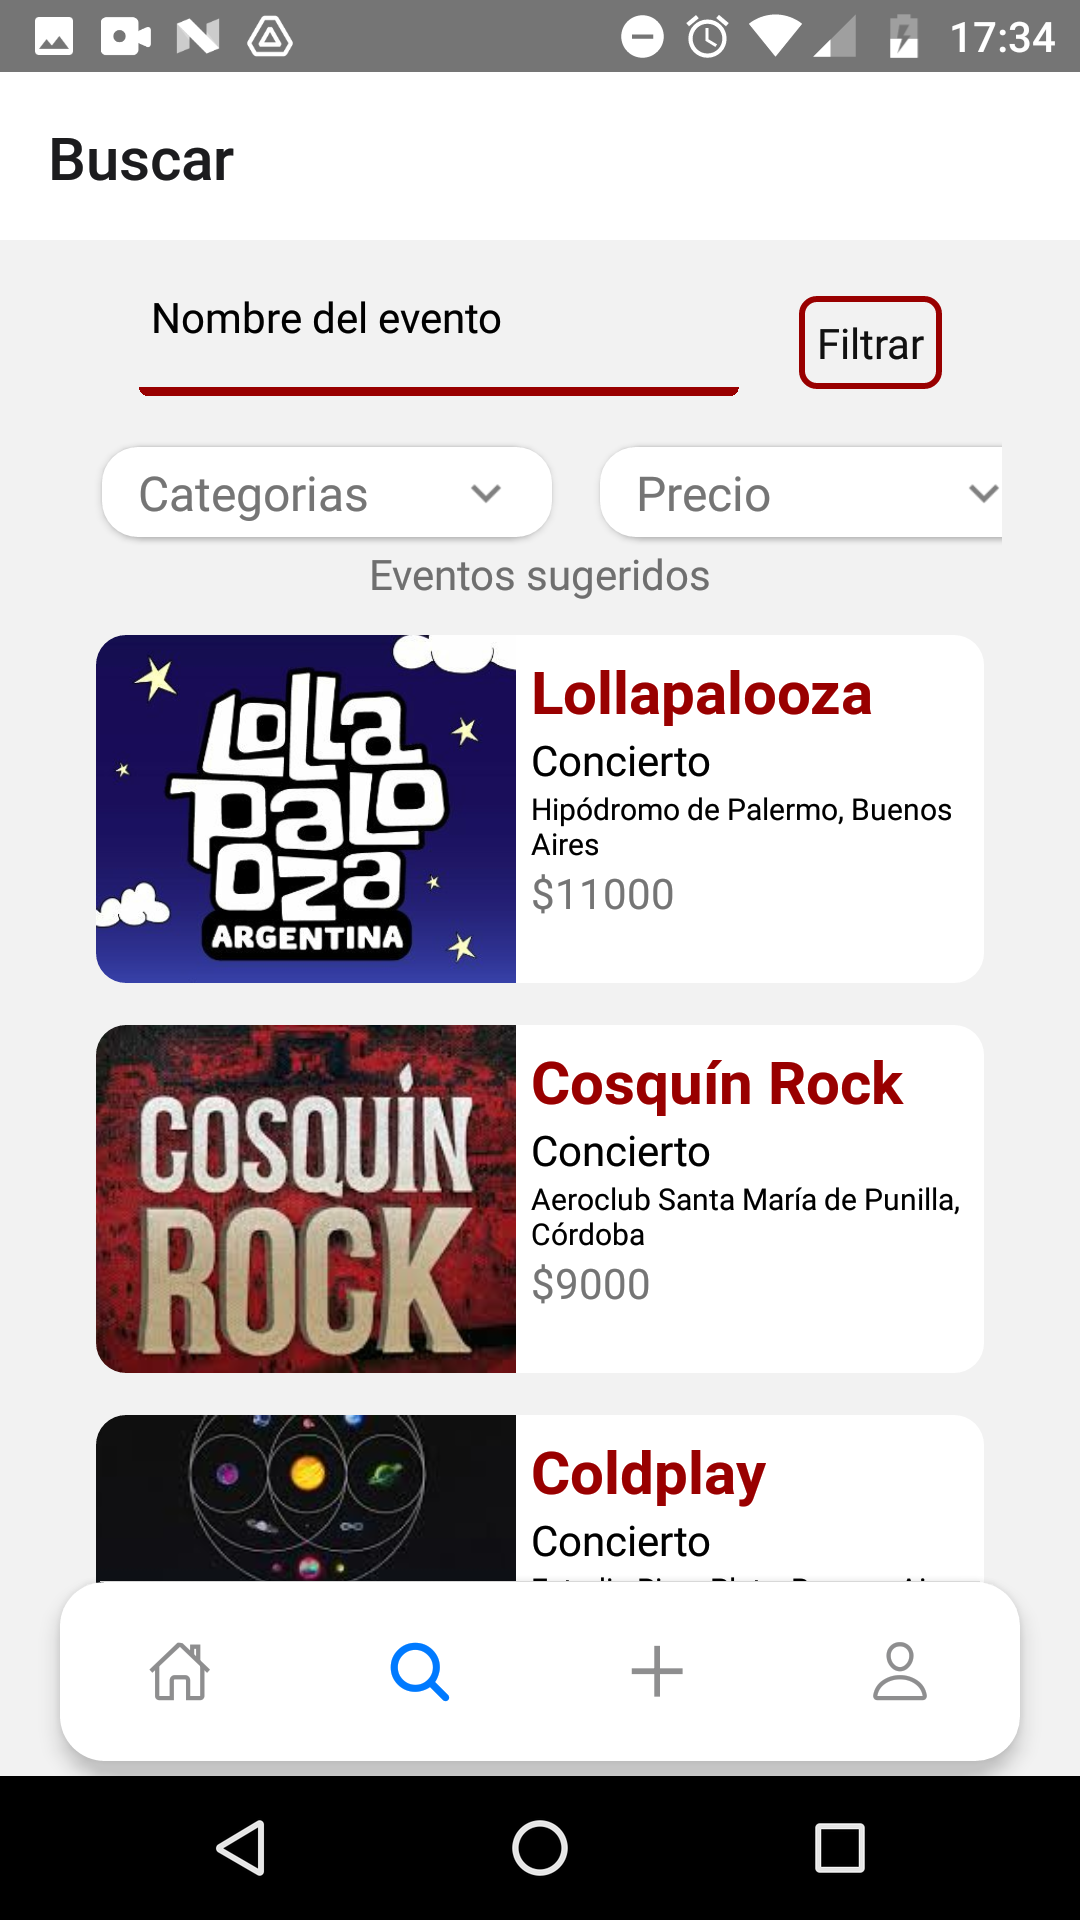 17:34
Buscar
Nombre del evento
Filtrar
Categorias
Precio
Eventos sugeridos
LOLLA
PALO
OZA
ARGENTINA
Lollapalooza
Concierto
Hipódromo de Palermo, Buenos
Aires
$11000
COSQUÍN
ROCK
Cosquín Rock
Concierto
Aeroclub Santa María de Punilla,
Córdoba
$9000
Coldplay
Concierto